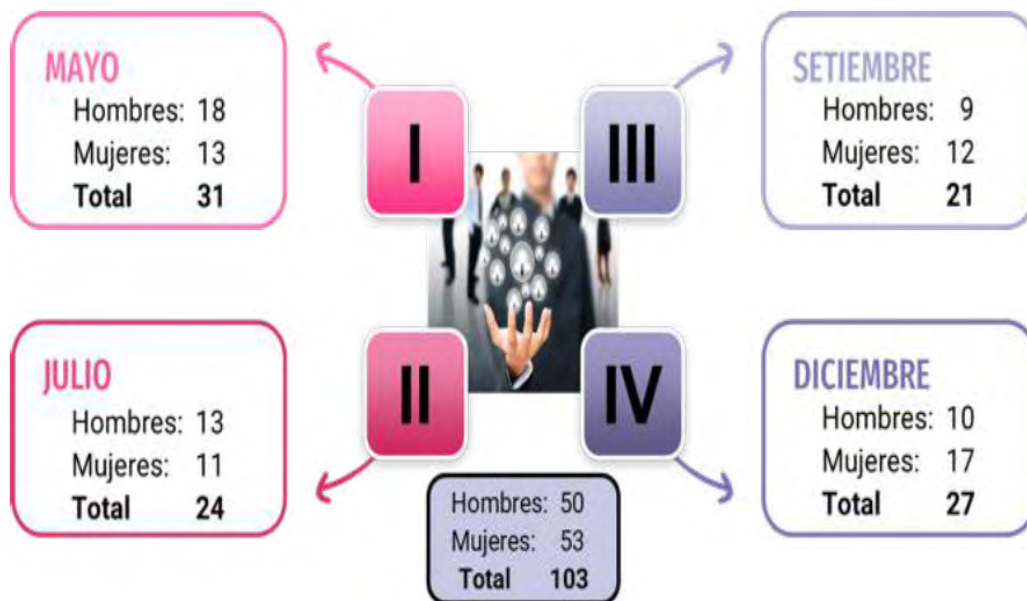 MAYO
Hombres: 18
Mujeres: 13
Total 31
I
JULIO
Hombres: 13
Mujeres: 11
Total 24
II
III
SETIEMBRE
Hombres: 9
Mujeres: 12
Total 21
IV
DICIEMBRE
Hombres: 10
Mujeres: 17
Total 27
Hombres: 50
Mujeres: 53
Total 103